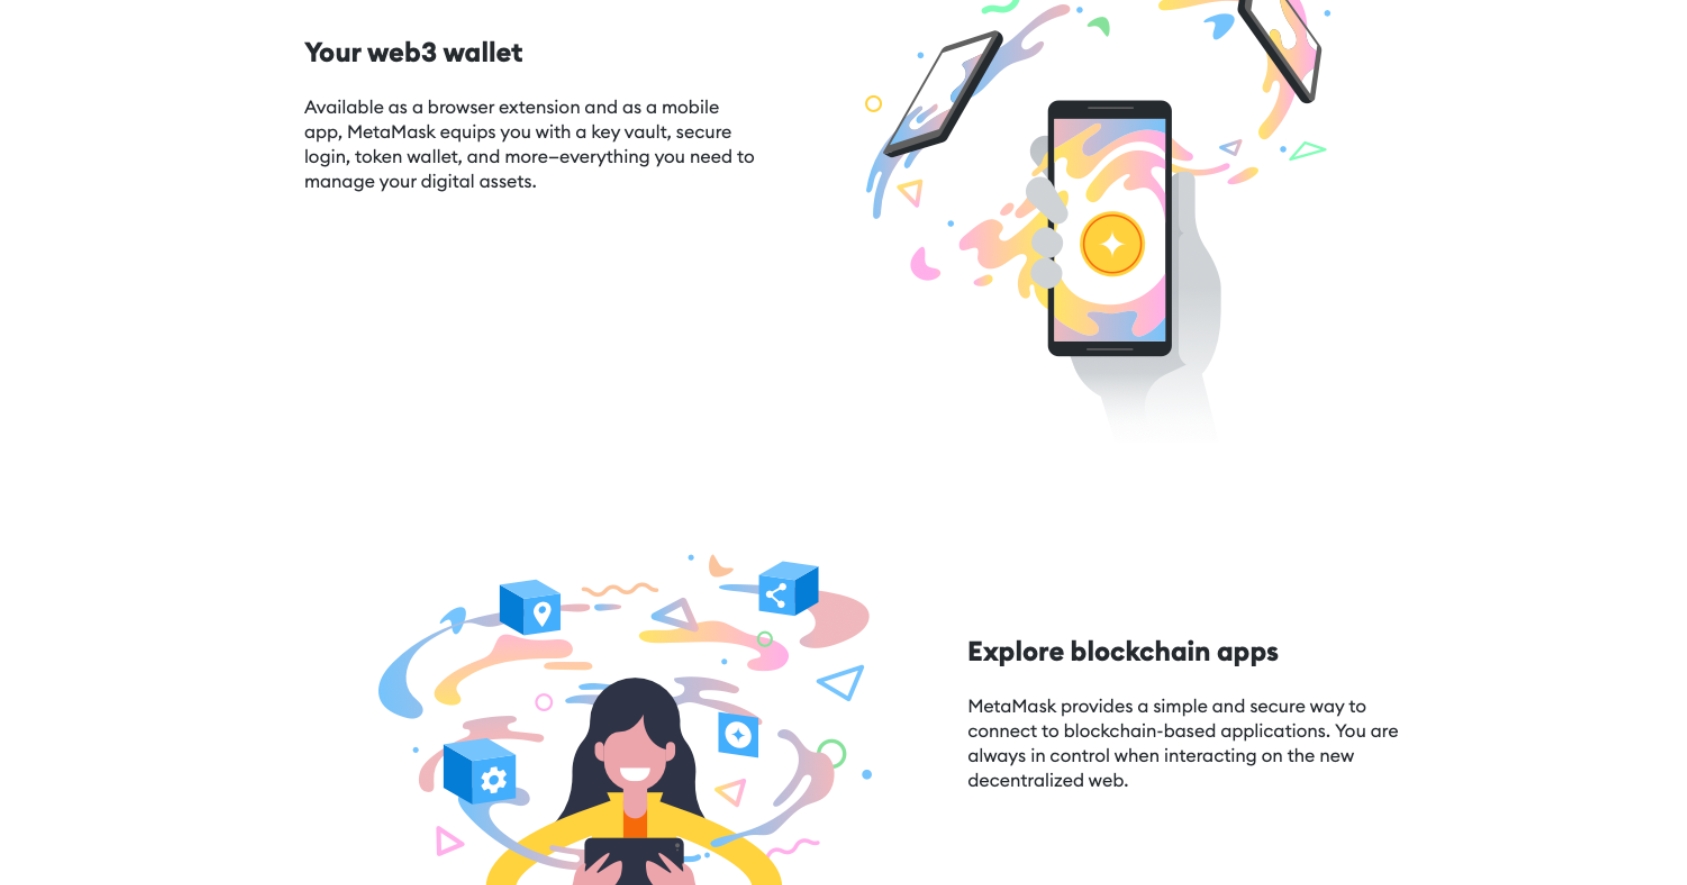 Your web3 wallet
Available as a browser extension and as a mobile
app, MetaMask equips you with a key vault, secure
login, token wallet, and more—everything you need to
manage your digital assets.
Explore blockchain apps
MetaMask provides a simple and secure way to
connect to blockchain-based applications. You are
always in control when interacting on the new
decentralized web.